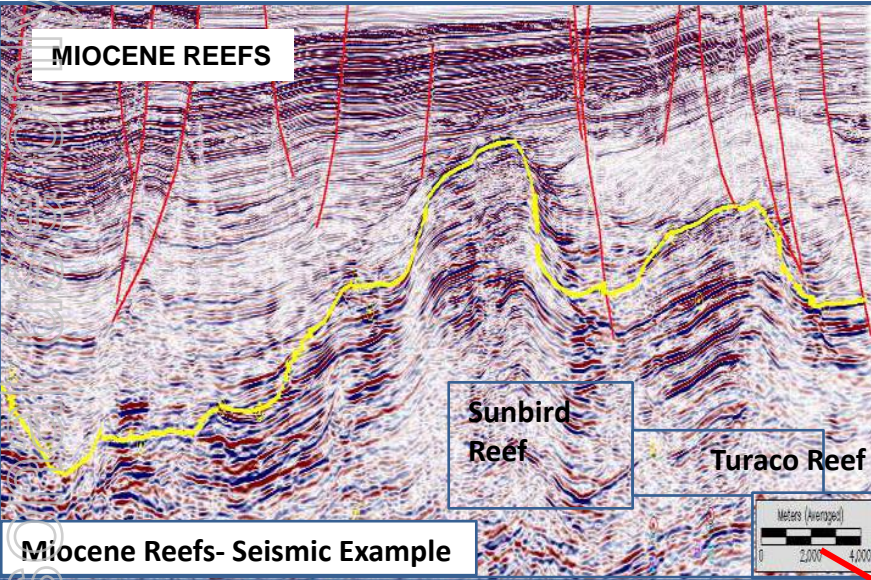 MIOCENE REEFS
Sunbird
Reef
Turaco Reef
Miocene Reefs- Seismic Example
Meters (Averaged)
0 2,000 4,000